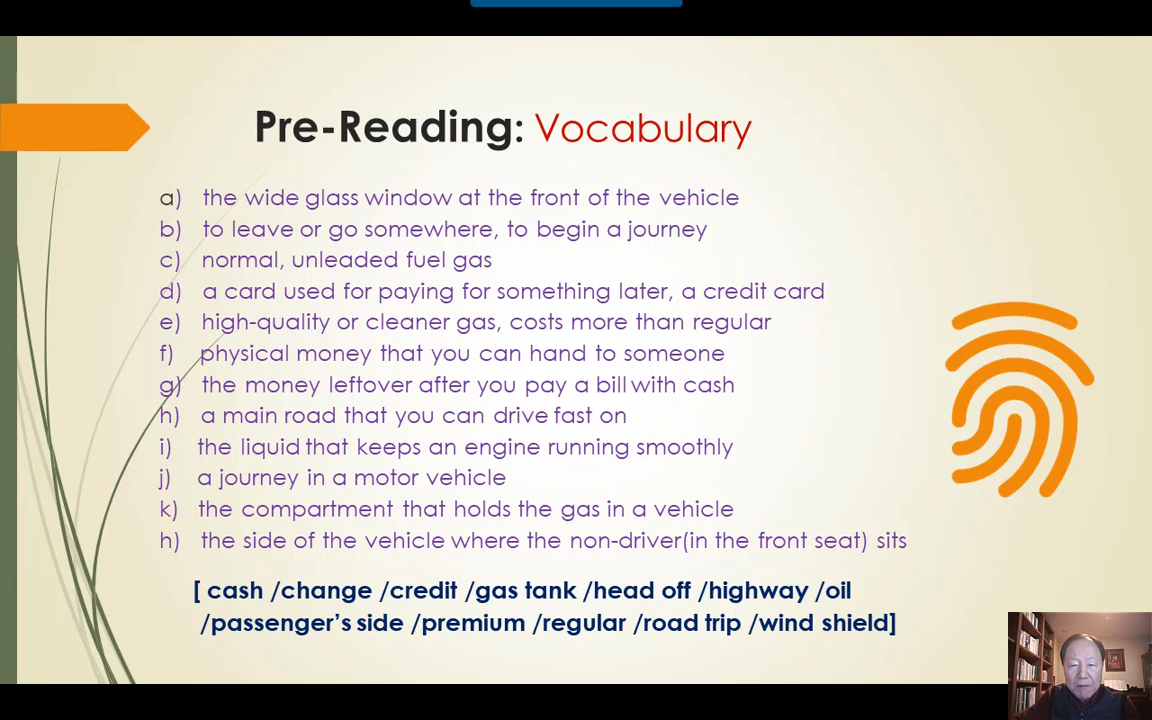 Pre-Reading: Vocabulary
a) the wide glass window at the front of the vehicle
b) to leave or go somewhere, to begin a journey
c) normal, unleaded fuel gas
d) a card used for paying for something later, a credit card
e) high-quality or cleaner gas, costs more than regular
f) physical money that you can hand to someone
g) the money leftover after you pay a bill with cash
h) a main road that you can drive fast on
i) the liquid that keeps an engine running smoothly
j) a journey in a motor vehicle
k) the compartment that holds the gas in a vehicle
h) the side of the vehicle where the non-driver(in the front seat) sits
[ cash /change /credit /gas tank /head off /highway /oil
/passenger’s side /premium /regular /road trip /wind shield]